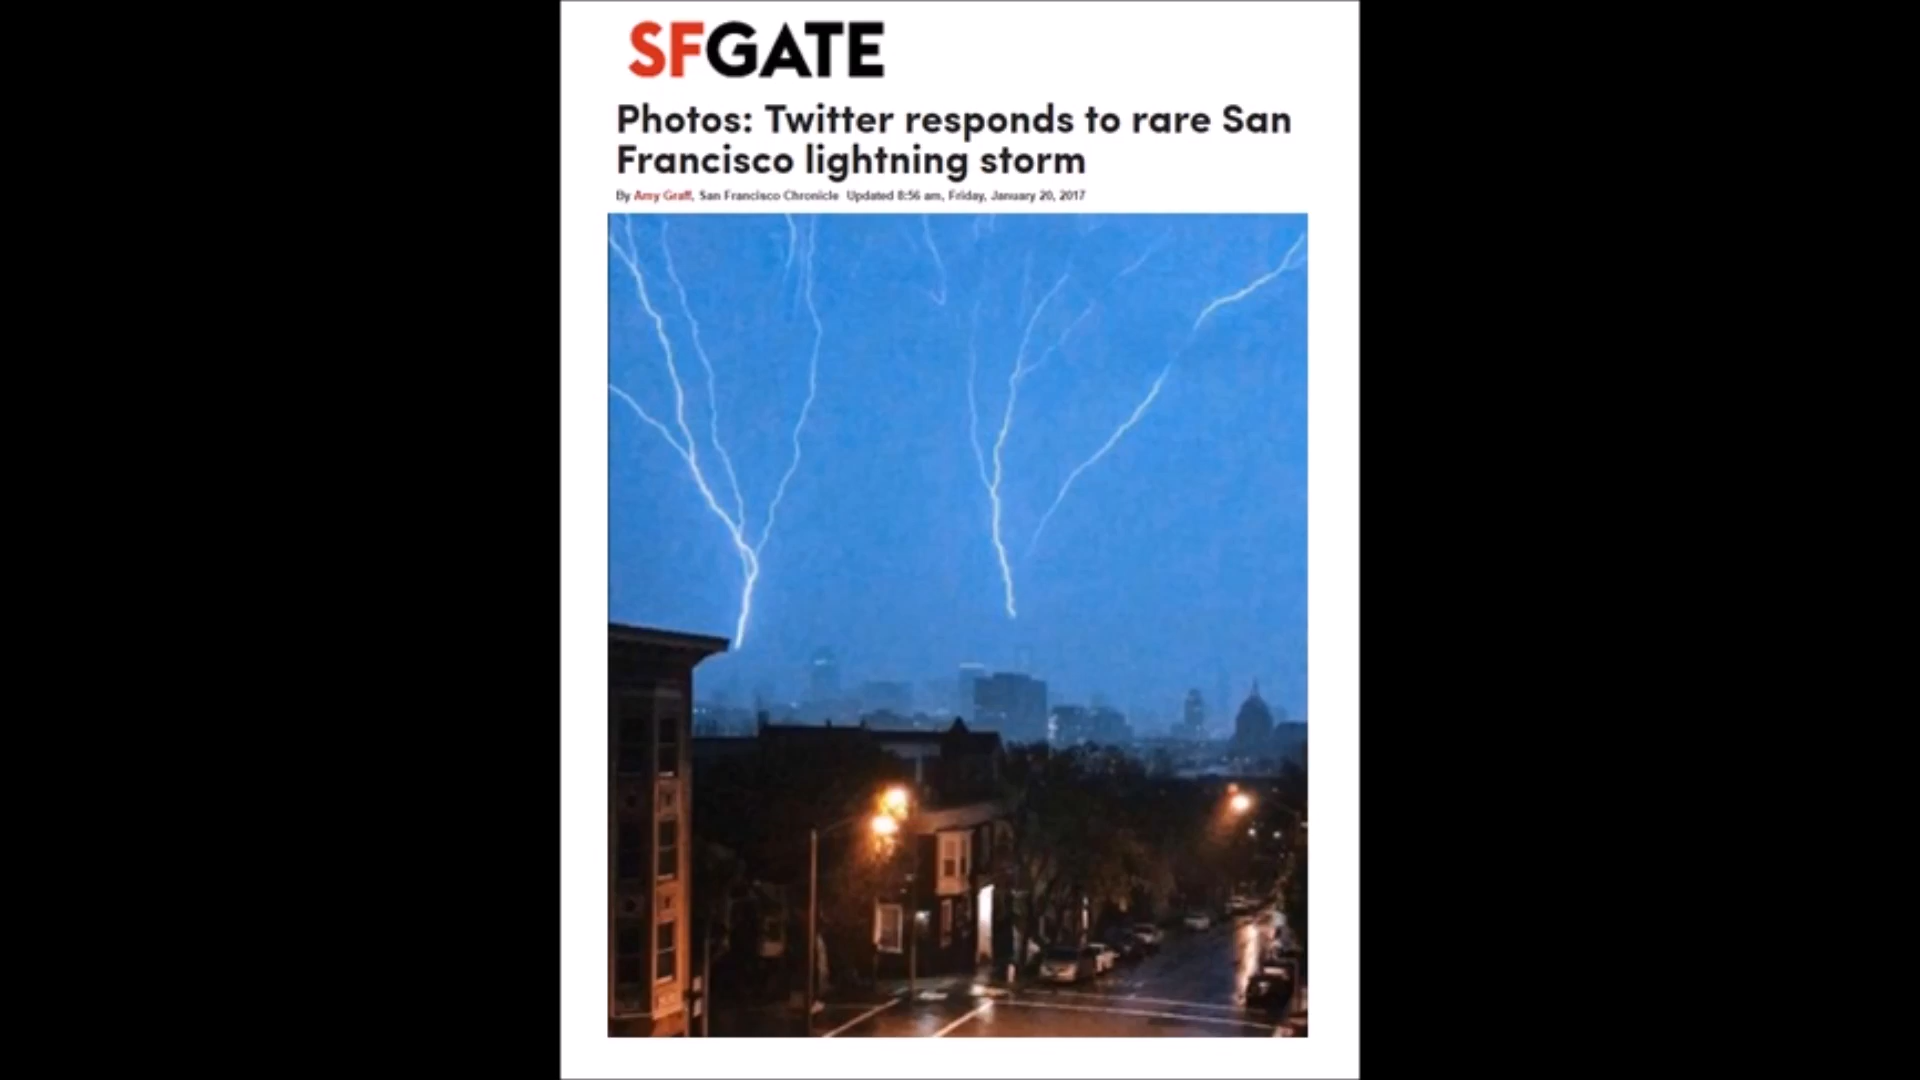 SFGATE
Photos: Twitter responds to rare San
Francisco lightning storm
By Amy Graff, San Francisco Chronicle Updated 8:56 am, Friday, January 20, 2017